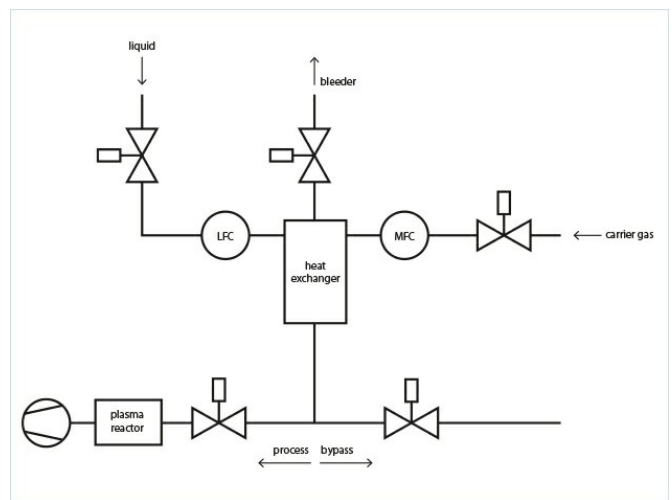 liquid
bleeder
LFC
MFC
carrier gas
heat
exchanger
plasma
reactor
process
bypass